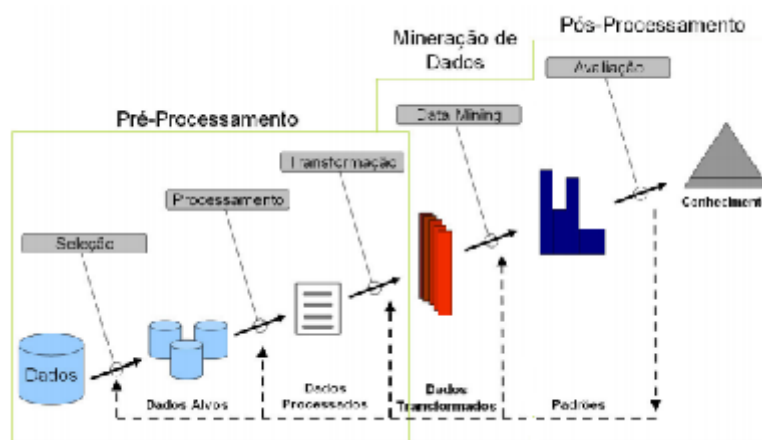 Mineração de
Dados
Pós-Processamento
Avaliação
Pré-Processamento
Data Mining
Transformação
Processamento
Conheciment
Seleção
Dados
Dados Alvos
Dados
Processados
Dados
Transformados
Padrões